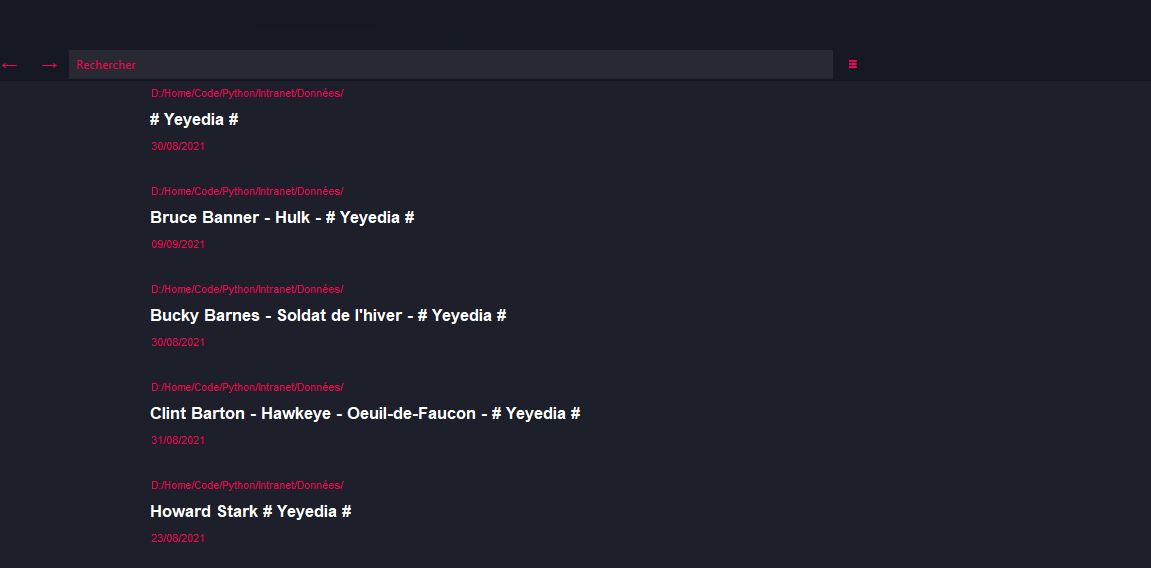 ← → Rechercher ≡
D:/Home/Code/Python/Intranet/Données/
# Yeyedia #
30/08/2021
D:/Home/Code/Python/Intranet/Données/
Bruce Banner - Hulk - # Yeyedia #
09/09/2021
D:/Home/Code/Python/Intranet/Données/
Bucky Barnes - Soldat de l'hiver - # Yeyedia #
30/08/2021
D:/Home/Code/Python/Intranet/Données/
Clint Barton - Hawkeye - Oeuil-de-Faucon - # Yeyedia #
31/08/2021
D:/Home/Code/Python/Intranet/Données/
Howard Stark # Yeyedia #
23/08/2021